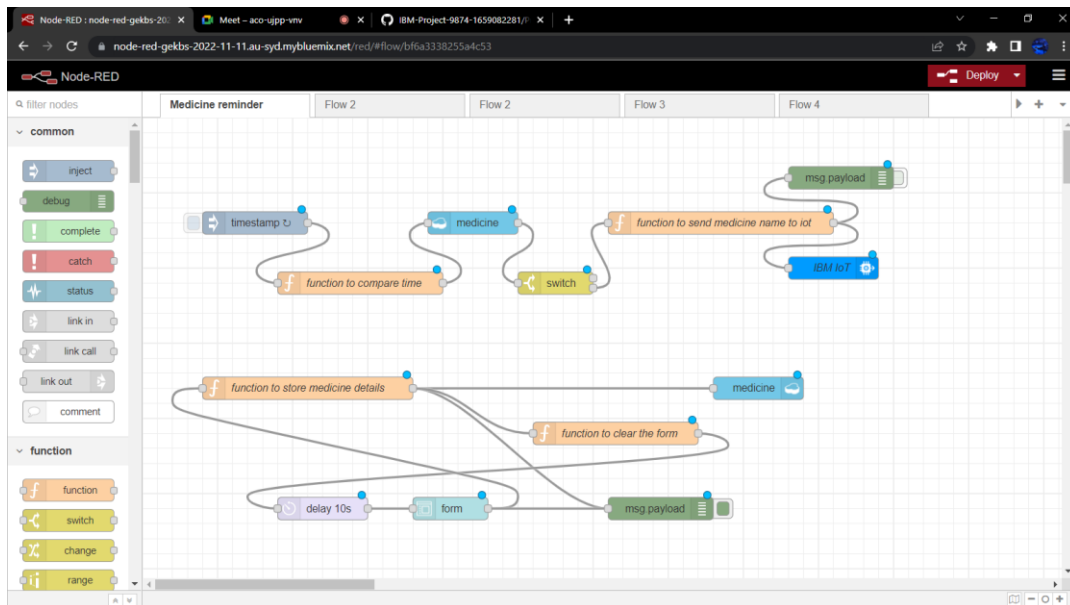 Node-RED : node-red-gekbs-202
Meet – aco-ujpp-vnv
IBM-Project-9874-1659082281/
node-red-gekbs-2022-11-11.au-syd.mybluemix.net/red/#flow/bf6a3338255a4c53
Node-RED
Deploy
filter nodes
Medicine reminder
Flow 2
Flow 2
Flow 3
Flow 4
common
inject
debug
complete
catch
status
link in
link call
link out
comment
function
function
switch
change
range
msg.payload
timestamp ↻
medicine
function to send medicine name to iot
IBM IoT
function to compare time
switch
function to store medicine details
medicine
function to clear the form
delay 10s
form
msg.payload